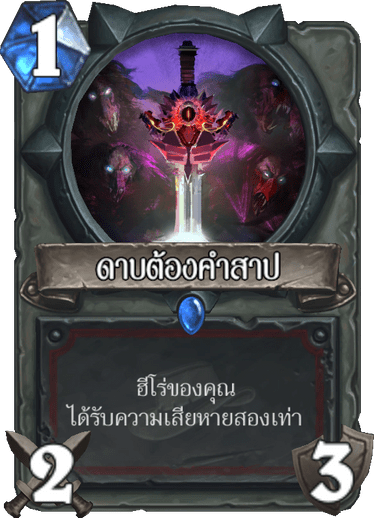 1
ดาบต้องคำสาป
ฮีโร่ของคุณ
ได้รับความเสียหายสองเท่า
2
3